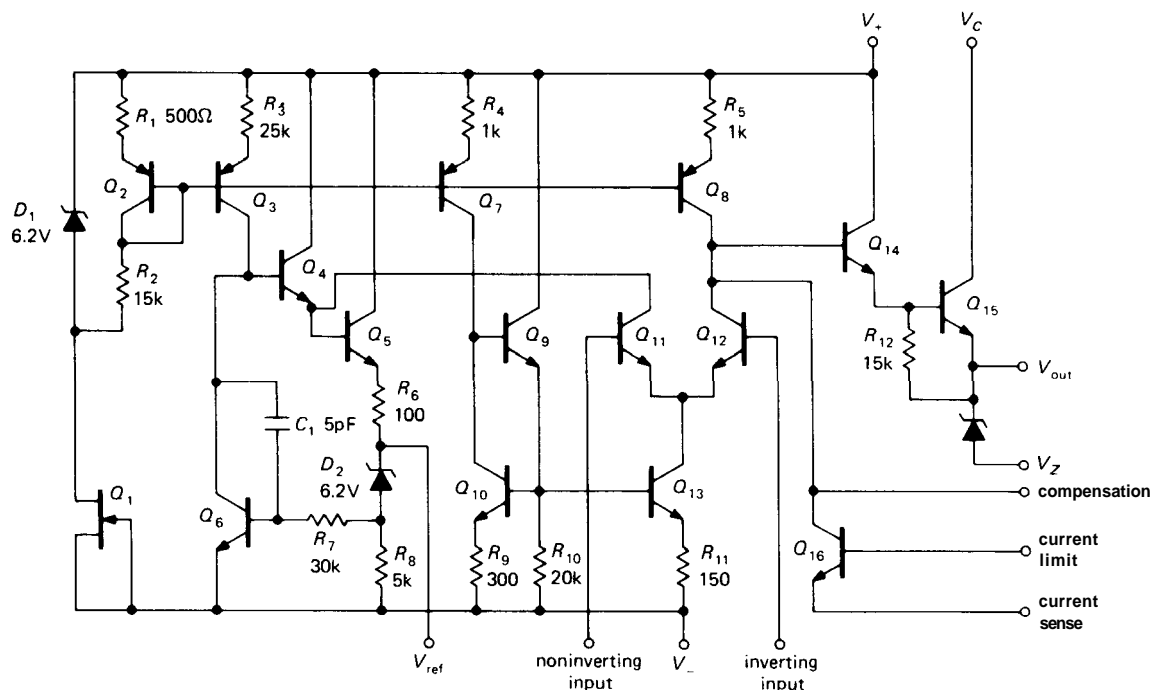 V+
VC
R1 500Ω
R3
25k
R4
1k
R5
1k
Q2
Q3
Q7
Q8
D1
6.2V
R2
15k
Q4
Q14
Q5
Q9
Q11
Q12
Q15
R12
15k
Vout
R6
100
C1 5pF
D2
6.2V
VZ
Q1
Q6
Q10
Q13
compensation
R7
30k
R8
5k
R9
300
R10
20k
R11
150
Q16
current
limit
current
sense
Vref
noninverting
input
V−
inverting
input